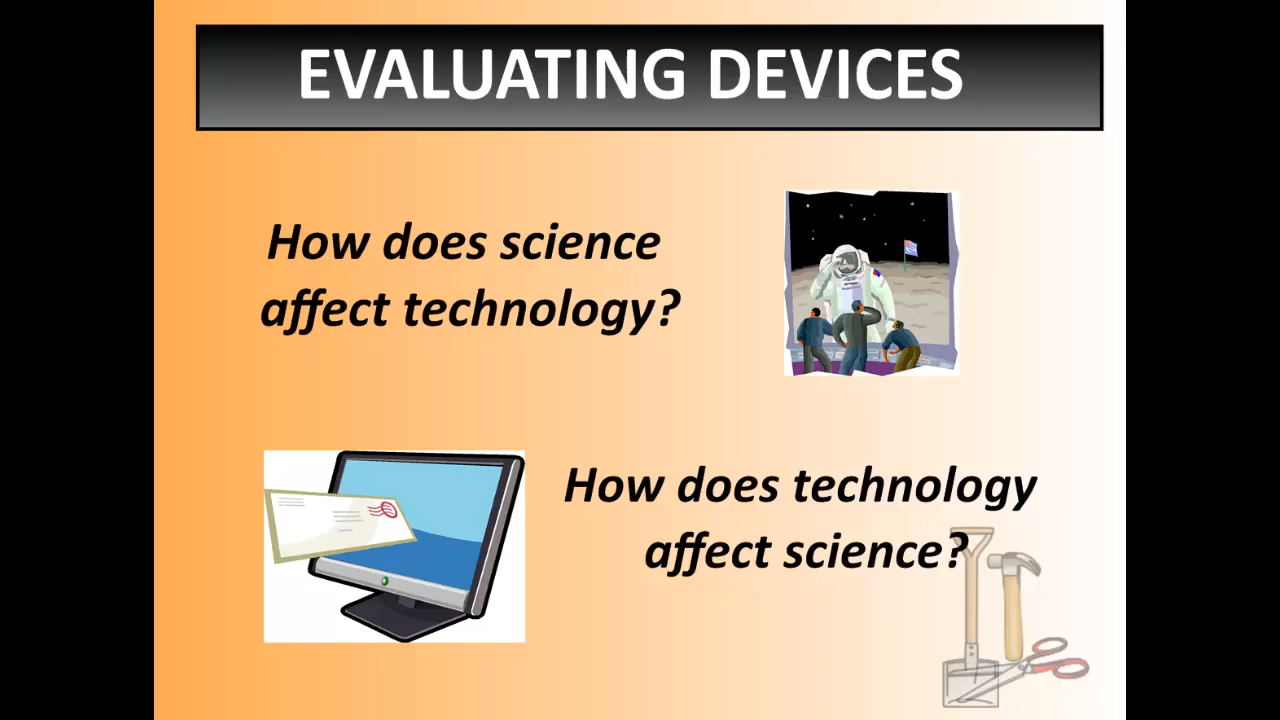 EVALUATING DEVICES
How does science
affect technology?
How does technology
affect science?